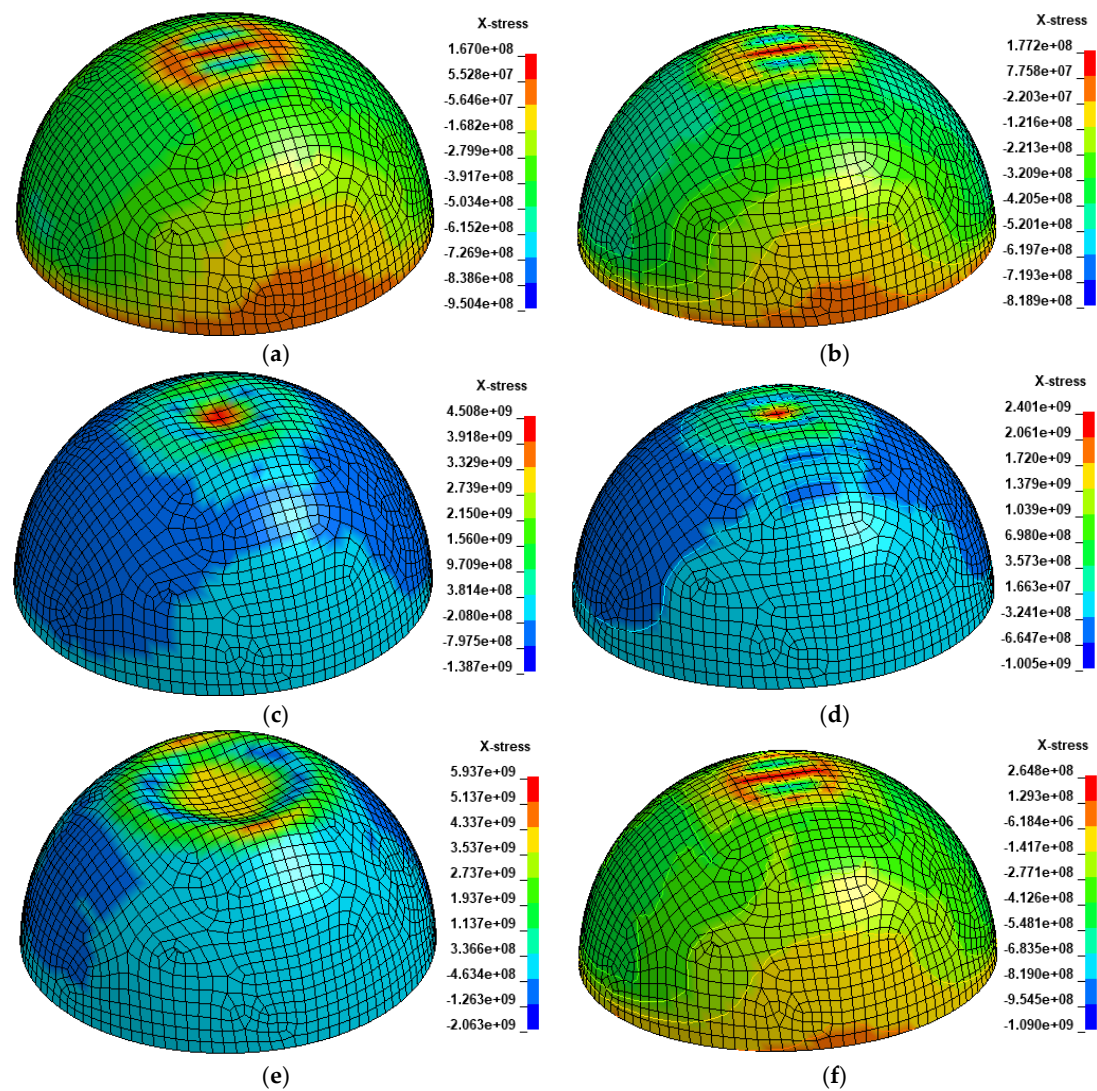 X-stress
1.670e+08
5.528e+07
-5.646e+07
-1.682e+08
-2.799e+08
-3.917e+08
-5.034e+08
-6.152e+08
-7.269e+08
-8.386e+08
-9.504e+08
(a)
X-stress
1.772e+08
7.758e+07
-2.203e+07
-1.216e+08
-2.213e+08
-3.209e+08
-4.205e+08
-5.201e+08
-6.197e+08
-7.193e+08
-8.189e+08
(b)
X-stress
4.508e+09
3.918e+09
3.329e+09
2.739e+09
2.150e+09
1.560e+09
9.709e+08
3.814e+08
-2.080e+08
-7.975e+08
-1.387e+09
(c)
X-stress
2.401e+09
2.061e+09
1.720e+09
1.379e+09
1.039e+09
6.980e+08
3.573e+08
1.663e+07
-3.241e+08
-6.647e+08
-1.005e+09
(d)
X-stress
5.937e+09
5.137e+09
4.337e+09
3.537e+09
2.737e+09
1.937e+09
1.137e+09
3.366e+08
-4.634e+08
-1.263e+09
-2.063e+09
(e)
X-stress
2.648e+08
1.293e+08
-6.184e+06
-1.417e+08
-2.771e+08
-4.126e+08
-5.481e+08
-6.835e+08
-8.190e+08
-9.545e+08
-1.090e+09
(f)